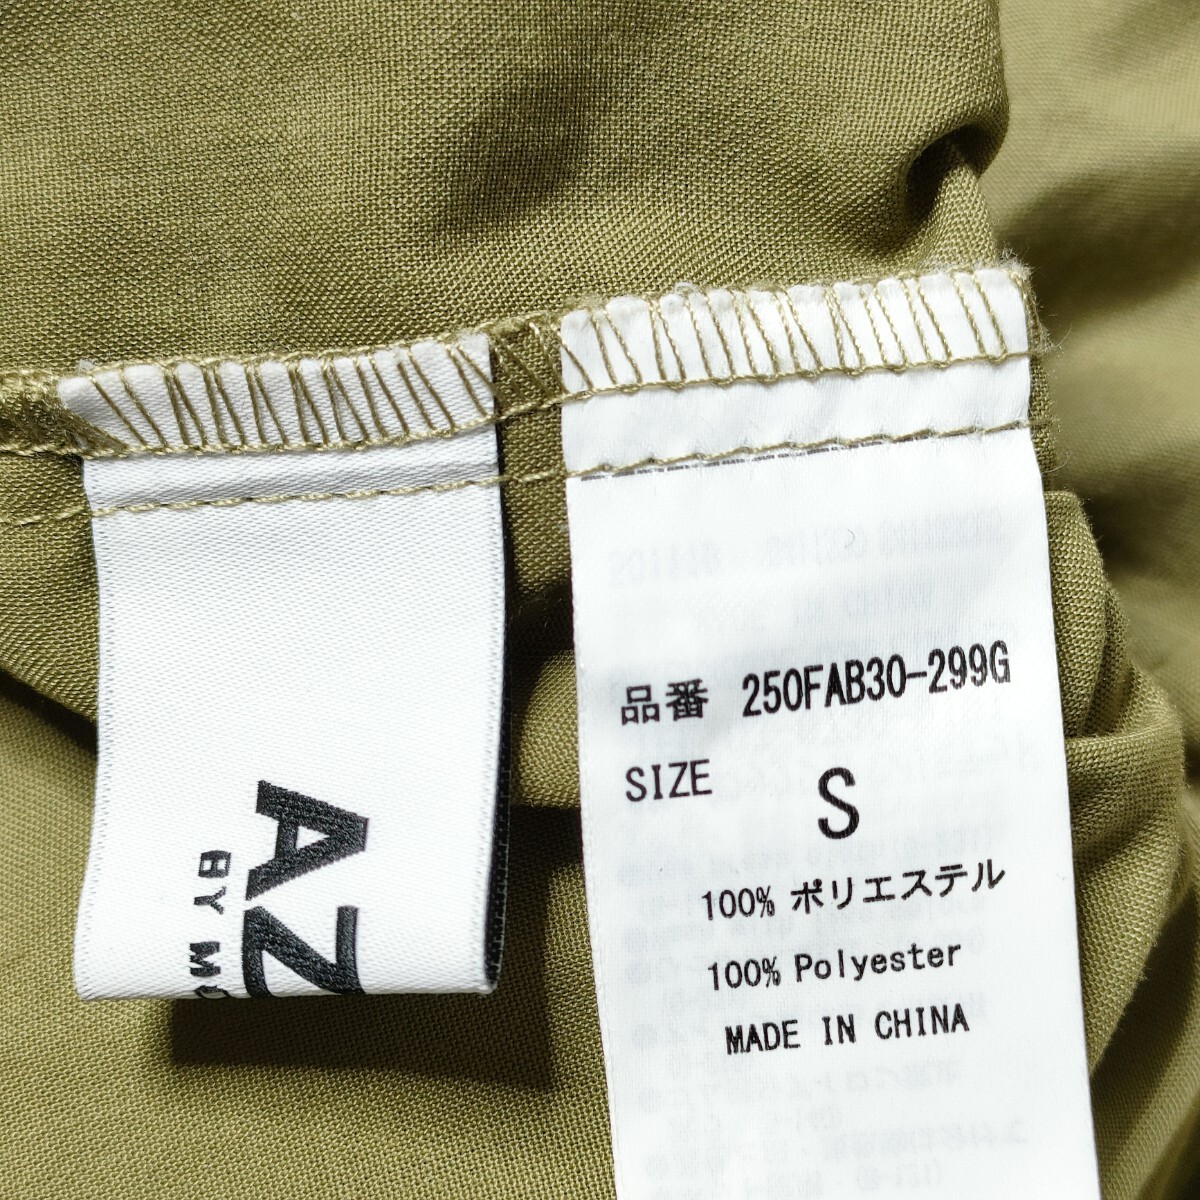 AZ
BY MO
品番 250FAB30-299G
SIZE S
100% ポリエステル
100% Polyester
MADE IN CHINA